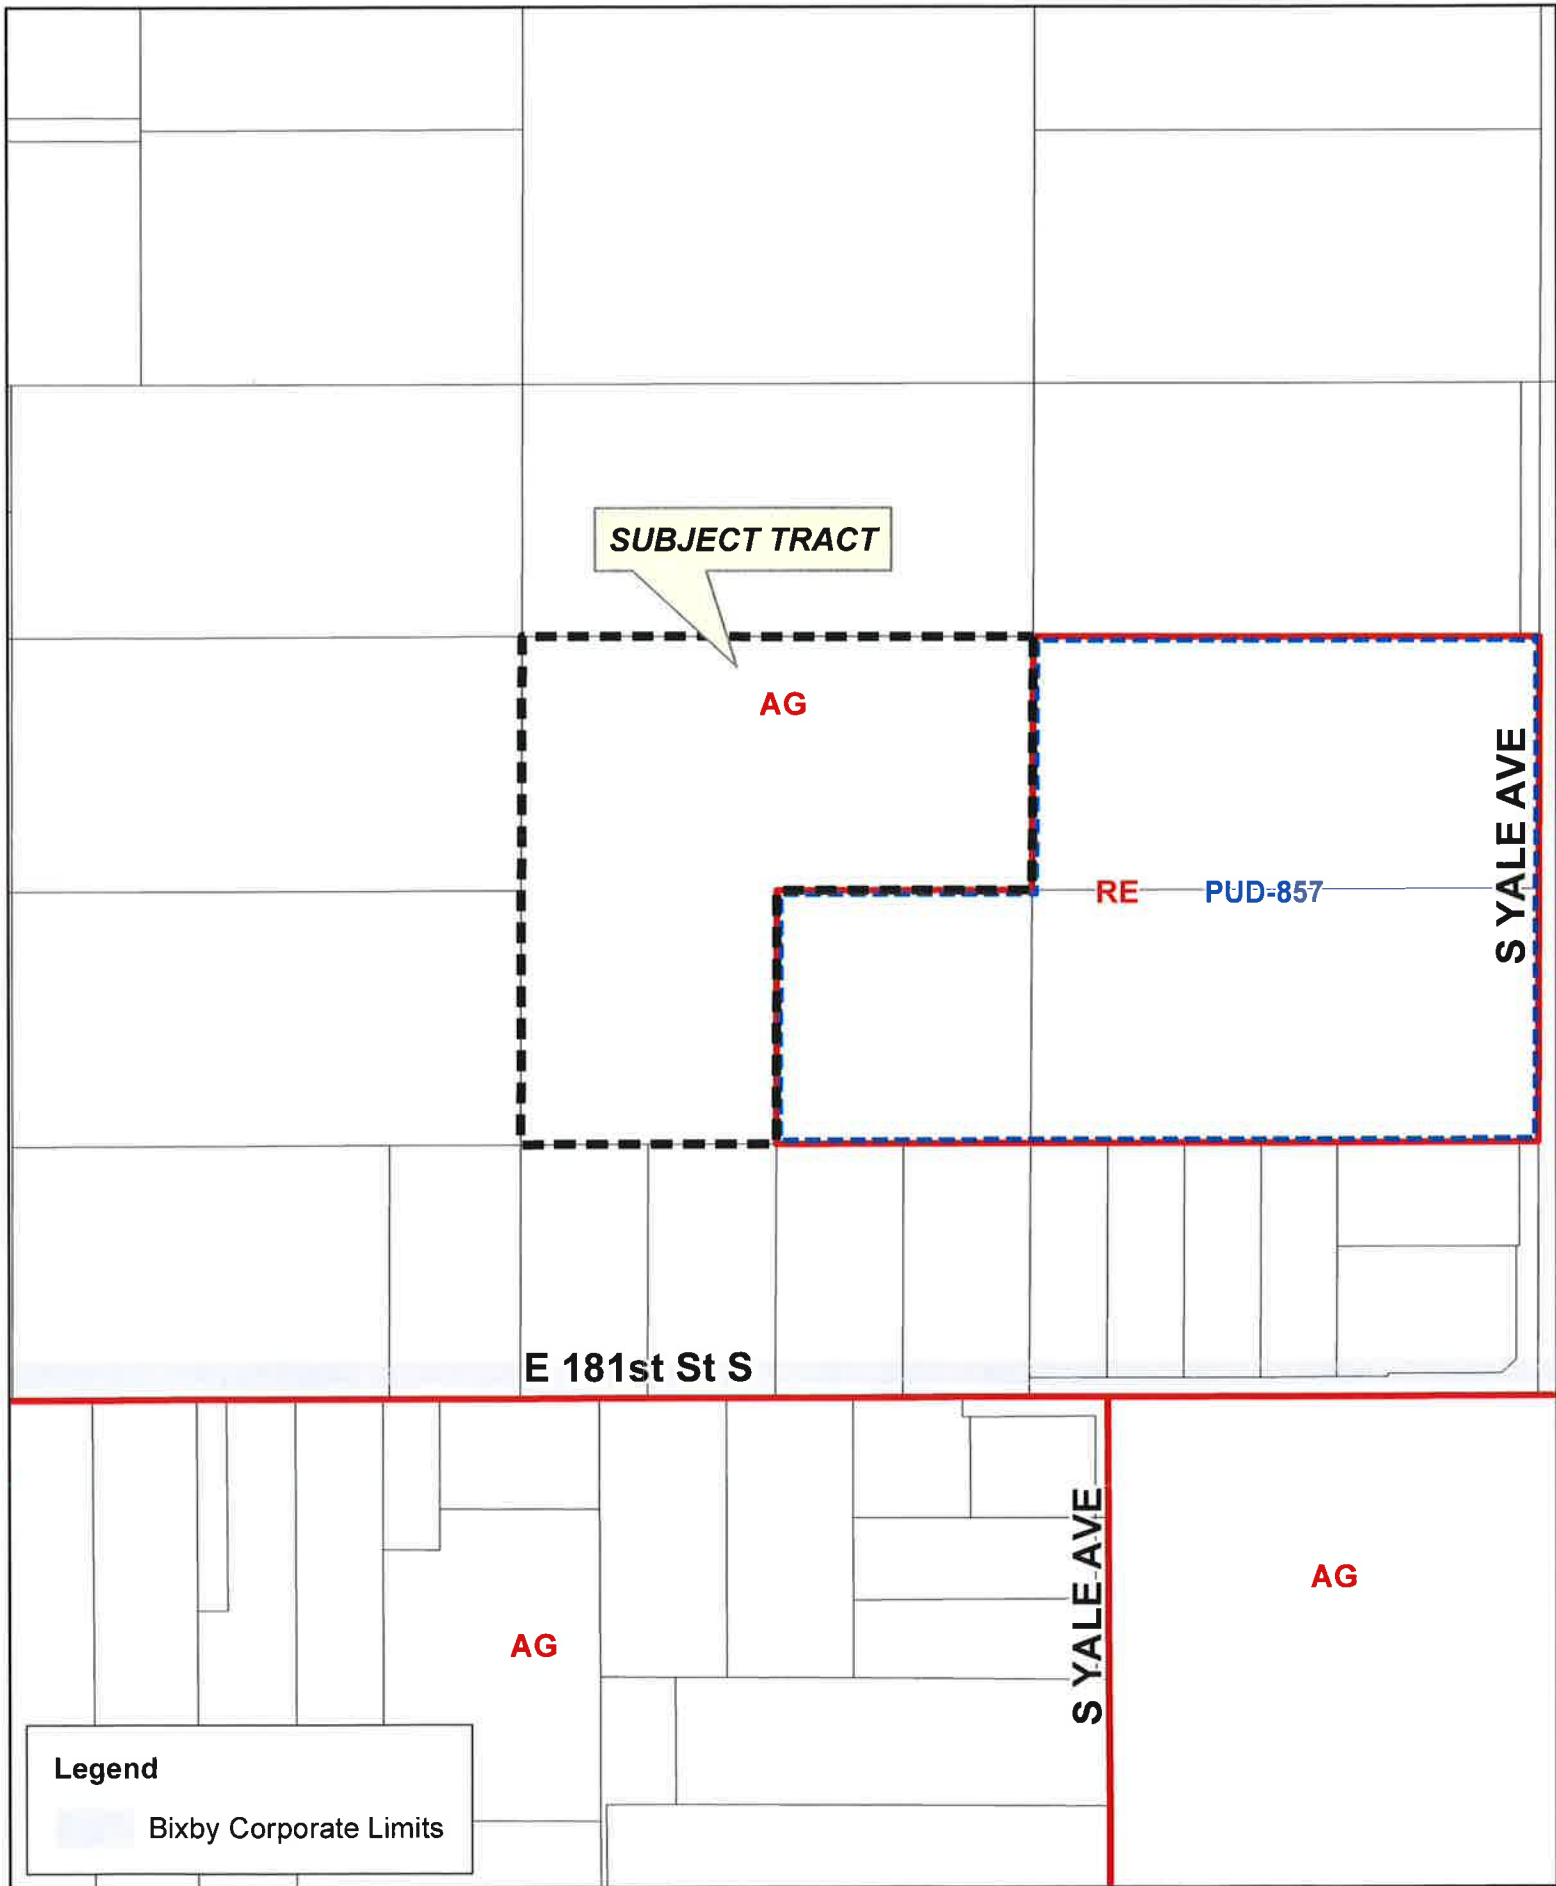 SUBJECT TRACT
AG
S YALE AVE
RE
PUD-857
E 181st St S
S YALE AVE
AG
AG
Legend
Bixby Corporate Limits